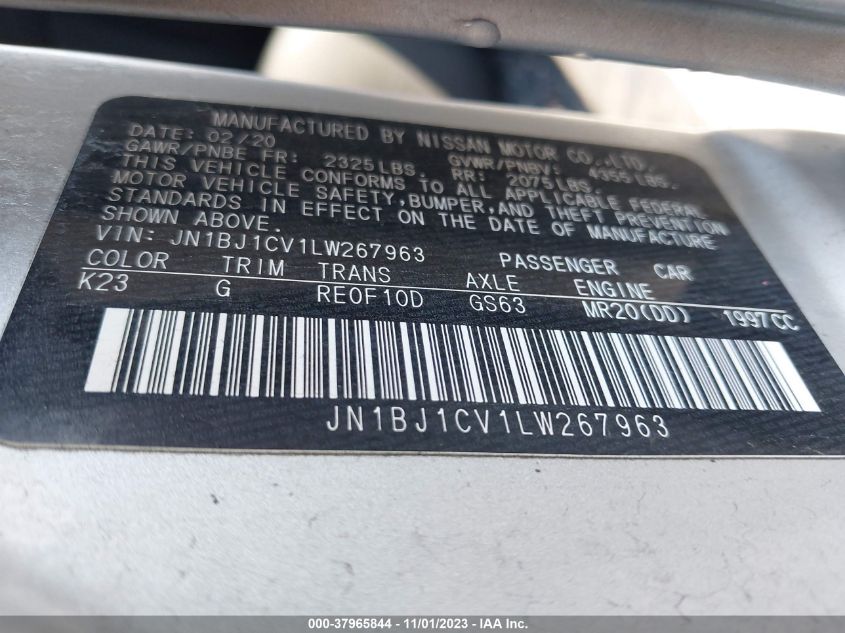 MANUFACTURED BY NISSAN MOTOR CO.,LTD.
DATE: 02/20 GVWR/PNBV: 4355 LBS.
GAWR/PNBE FR: 2325LBS. RR: 2075LBS.
THIS VEHICLE CONFORMS TO ALL APPLICABLE FEDERAL
MOTOR VEHICLE SAFETY, BUMPER, AND THEFT PREVENTION
STANDARDS IN EFFECT ON THE DATE OF MANUFACTURE
SHOWN ABOVE.
VIN: JN1BJ1CV1LW267963 PASSENGER CAR
COLOR TRIM TRANS AXLE ENGINE
K23 G RE0F10D GS63 MR20(DD) 1997CC
JN1BJ1CV1LW267963
000-37965844 - 11/01/2023 - IAA Inc.